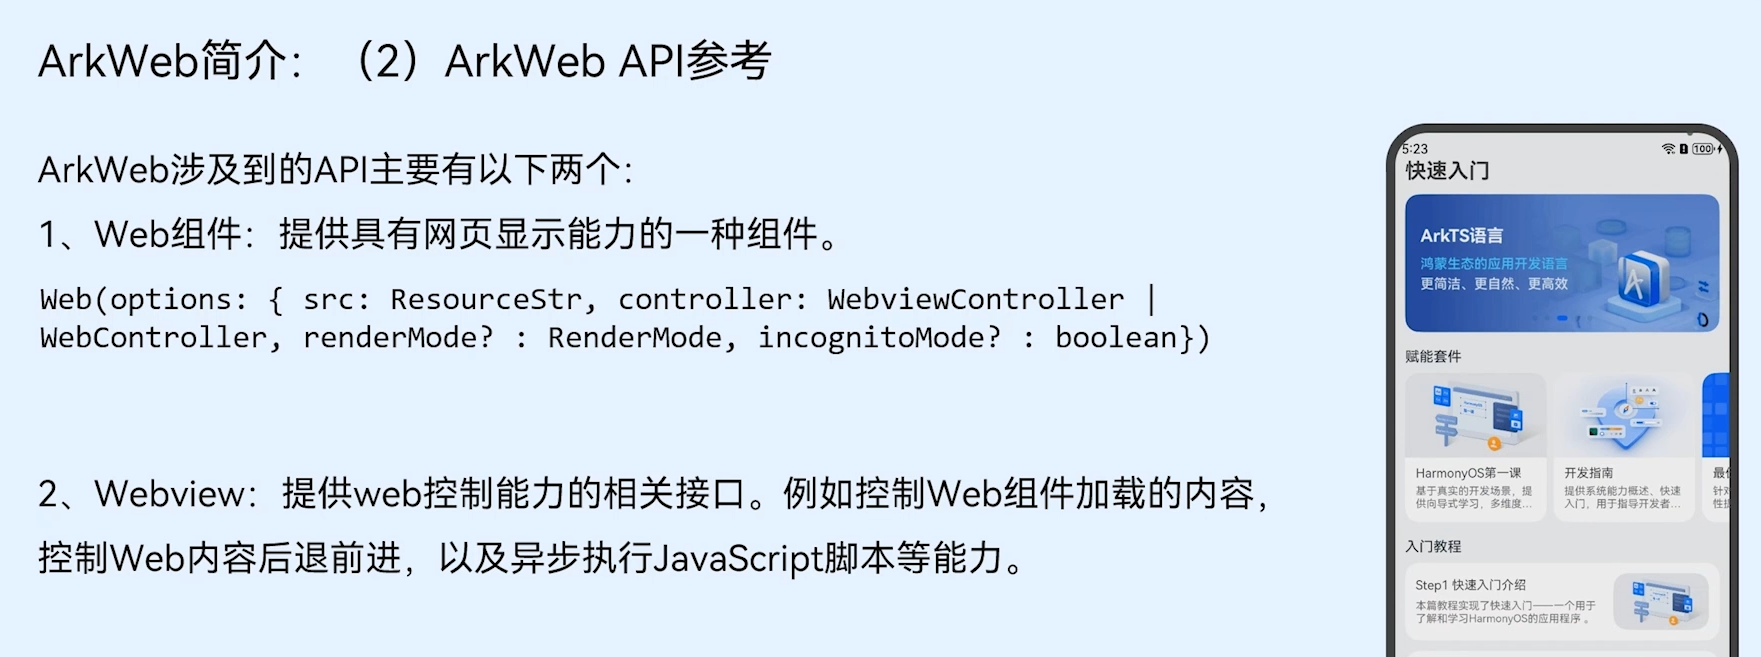 ArkWeb简介：（2）ArkWeb API参考
ArkWeb涉及到的API主要有以下两个：
1、Web组件：提供具有网页显示能力的一种组件。
Web(options: { src: ResourceStr, controller: WebviewController |
WebController, renderMode? : RenderMode, incognitoMode? : boolean})
2、Webview：提供web控制能力的相关接口。例如控制Web组件加载的内容，
控制Web内容后退前进，以及异步执行JavaScript脚本等能力。
5:23
100
快速入门
ArkTS语言
鸿蒙生态的应用开发语言
更简洁、更自然、更高效
赋能套件
HarmonyOS第一课
基于真实的开发场景，提
供向导式学习，多维度...
开发指南
提供系统能力概述、快速
入门，用于指导开发者...
入门教程
Step1 快速入门介绍
本篇教程实现了快速入门——一个用于
了解和学习HarmonyOS的应用程序 。